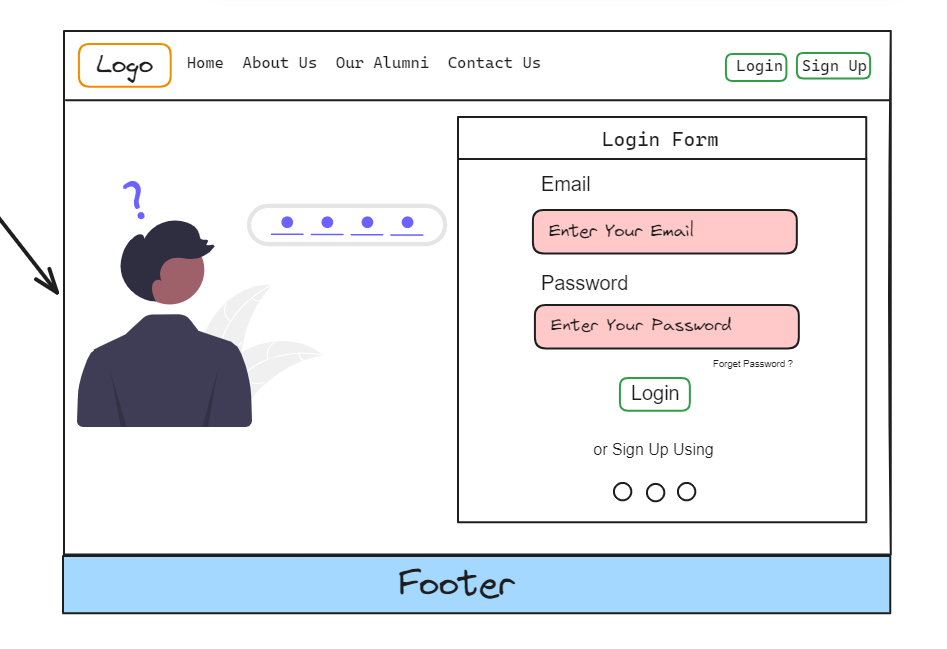 Logo Home About Us Our Alumni Contact Us Login Sign Up
?
Login Form
Email
Enter Your Email
Password
Enter Your Password
Forget Password ?
Login
or Sign Up Using
Footer